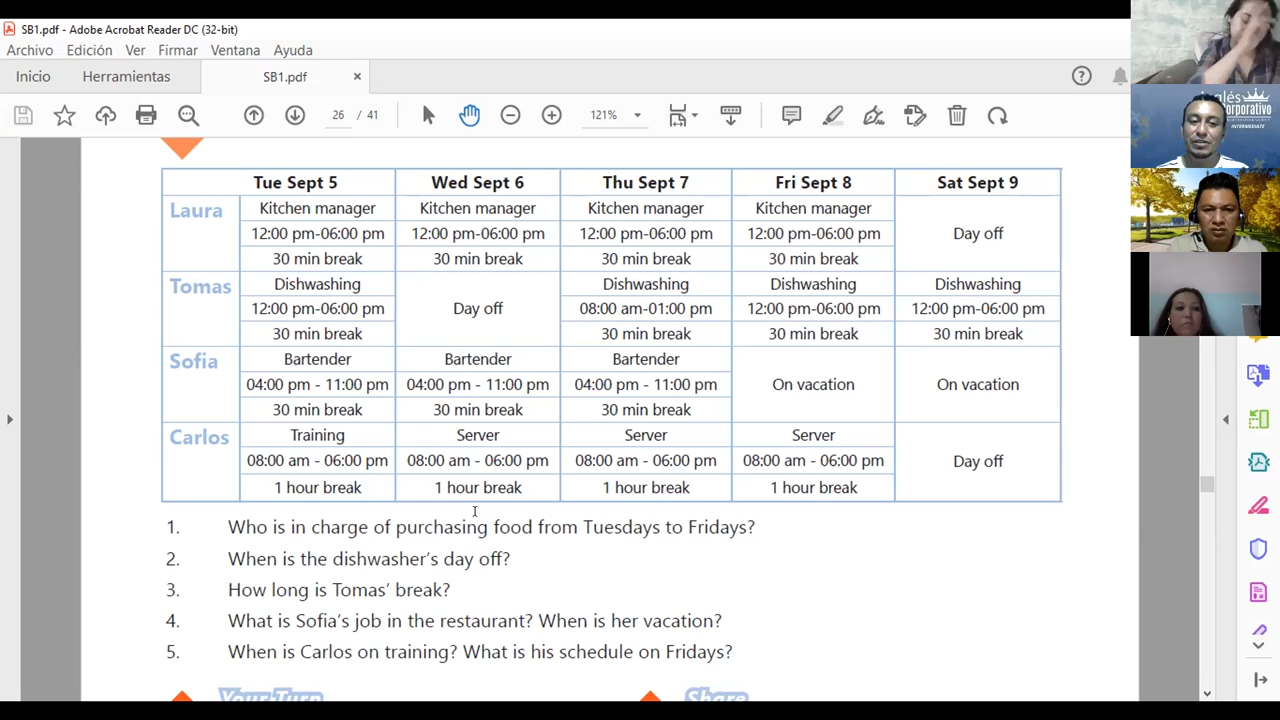 SB1.pdf - Adobe Acrobat Reader DC (32-bit)
Archivo Edición Ver Firmar Ventana Ayuda
Inicio Herramientas SB1.pdf
26 / 41 121%
Tue Sept 5 Wed Sept 6 Thu Sept 7 Fri Sept 8 Sat Sept 9
Laura Kitchen manager Kitchen manager Kitchen manager Kitchen manager
12:00 pm-06:00 pm 12:00 pm-06:00 pm 12:00 pm-06:00 pm 12:00 pm-06:00 pm Day off
30 min break 30 min break 30 min break 30 min break
Tomas Dishwashing Dishwashing Dishwashing Dishwashing
12:00 pm-06:00 pm Day off 08:00 am-01:00 pm 12:00 pm-06:00 pm 12:00 pm-06:00 pm
30 min break 30 min break 30 min break 30 min break
Sofia Bartender Bartender Bartender
04:00 pm - 11:00 pm 04:00 pm - 11:00 pm 04:00 pm - 11:00 pm On vacation On vacation
30 min break 30 min break 30 min break
Carlos Training Server Server Server
08:00 am - 06:00 pm 08:00 am - 06:00 pm 08:00 am - 06:00 pm 08:00 am - 06:00 pm Day off
1 hour break 1 hour break 1 hour break 1 hour break
1. Who is in charge of purchasing food from Tuesdays to Fridays?
2. When is the dishwasher's day off?
3. How long is Tomas' break?
4. What is Sofia's job in the restaurant? When is her vacation?
5. When is Carlos on training? What is his schedule on Fridays?
Your Turn Share
INTERMEDIATE